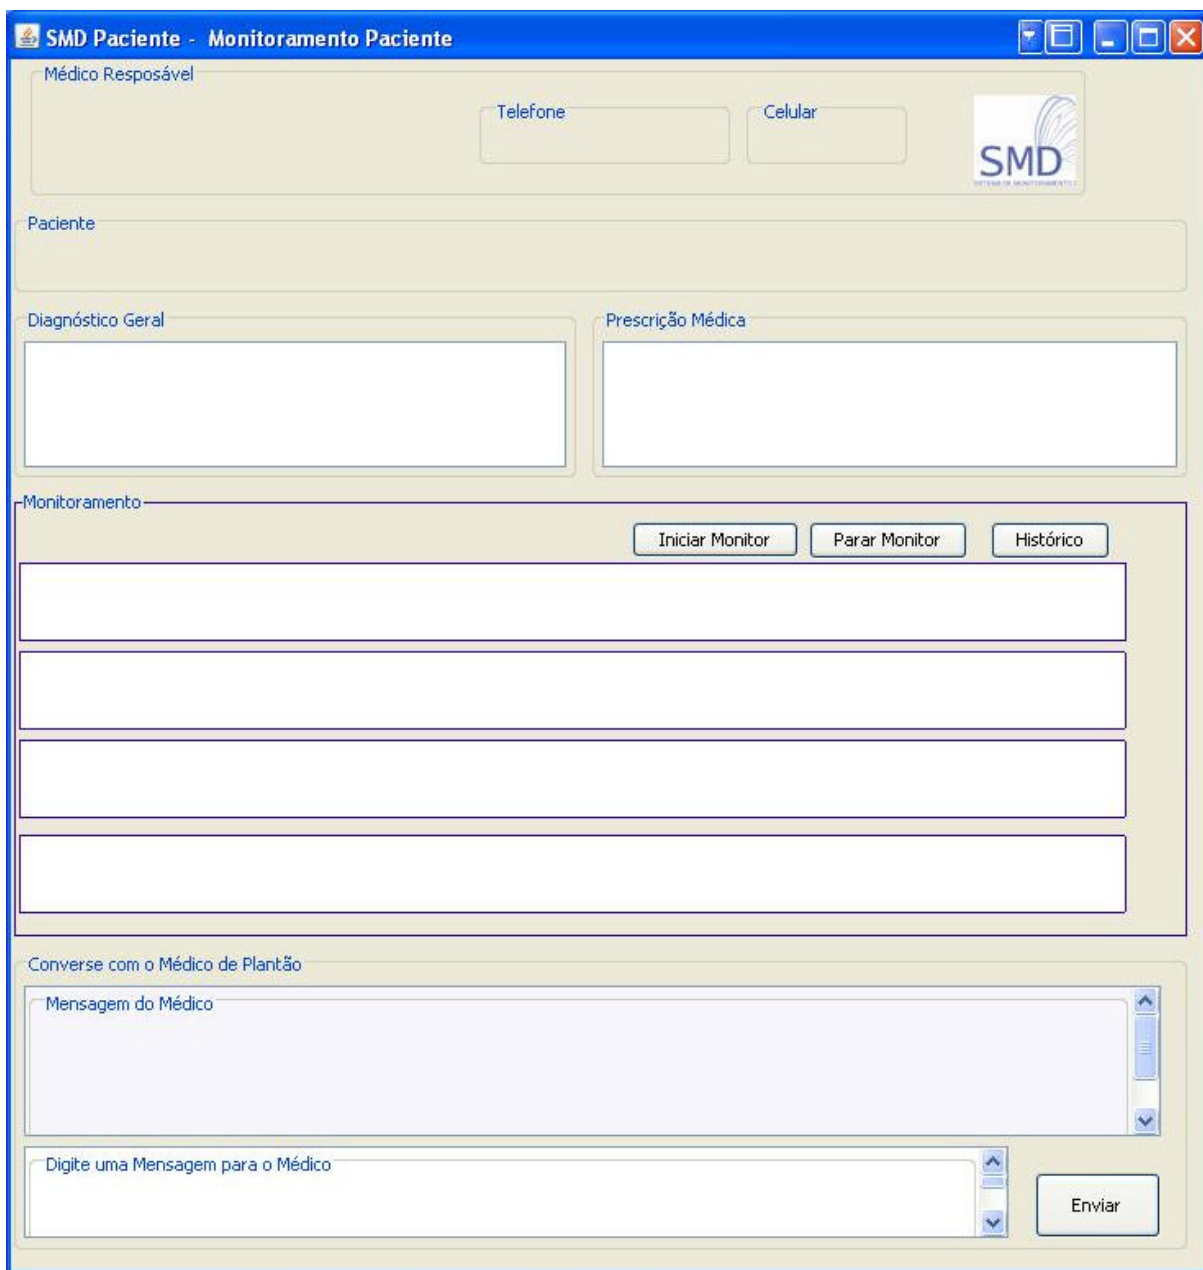 SMD Paciente - Monitoramento Paciente
Médico Resposável
Telefone
Celular
SMD
Paciente
Diagnóstico Geral
Prescrição Médica
Monitoramento
Iniciar Monitor
Parar Monitor
Histórico
Converse com o Médico de Plantão
Mensagem do Médico
Digite uma Mensagem para o Médico
Enviar